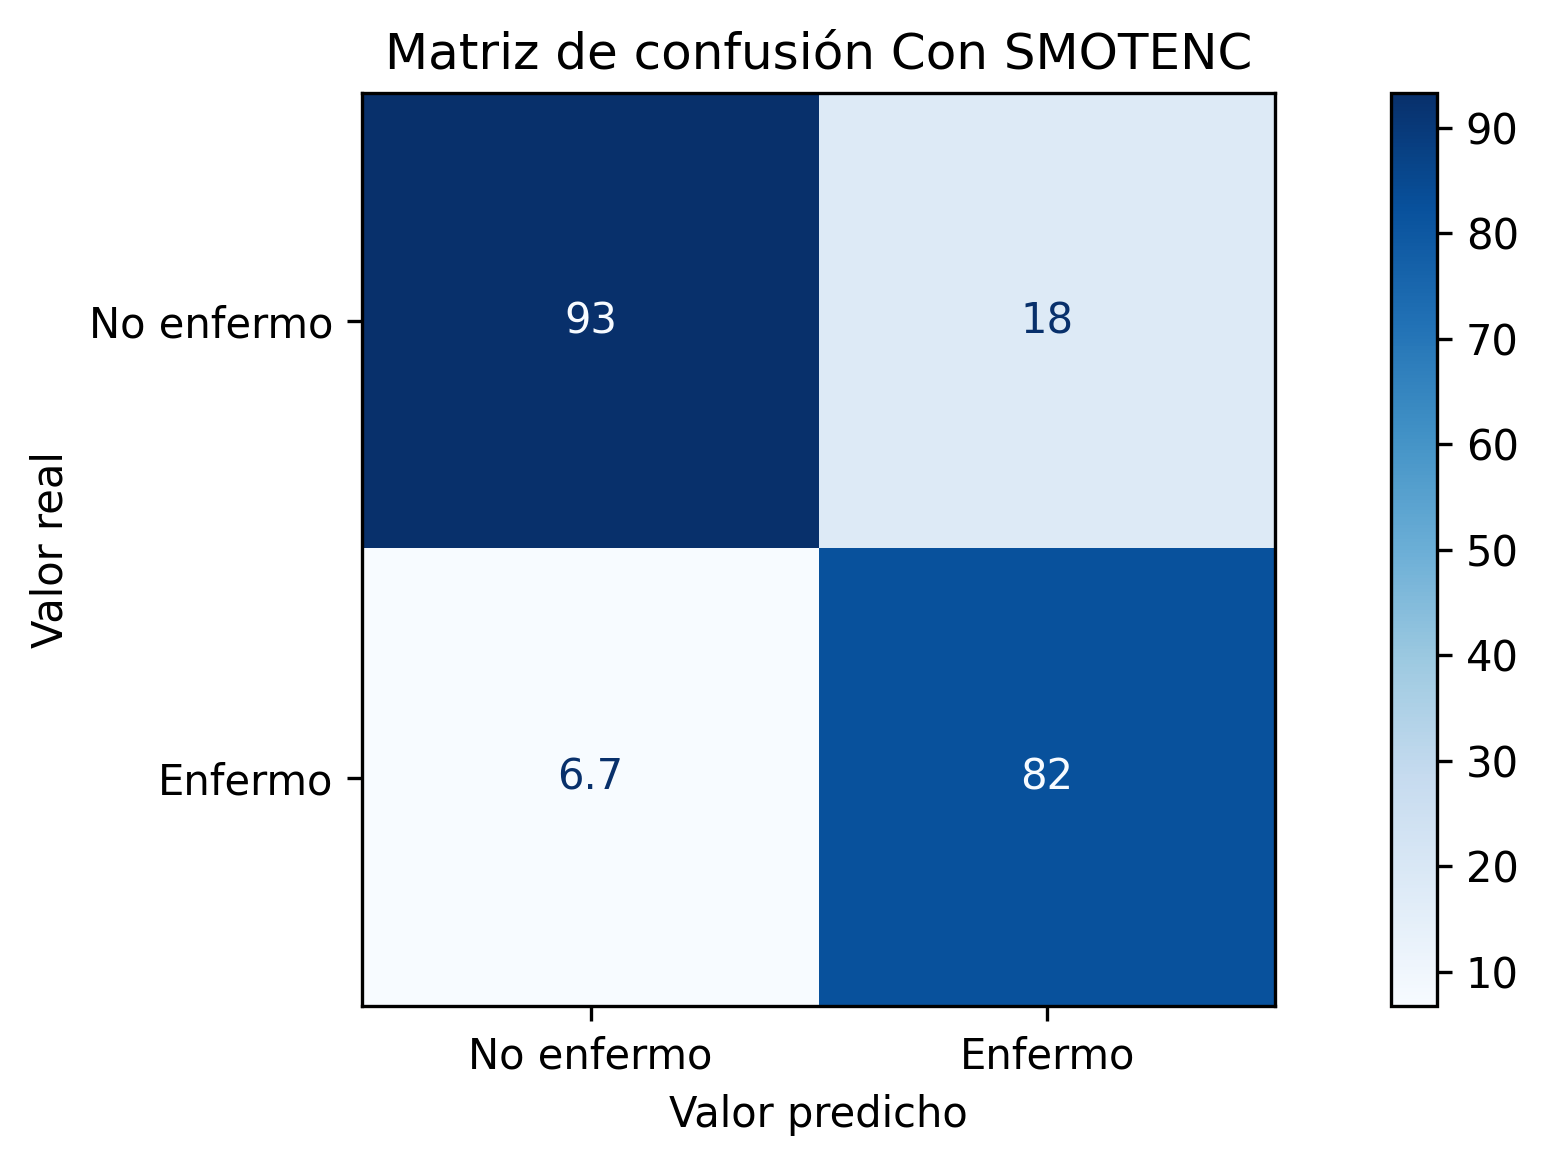 Matriz de confusión Con SMOTENC
Valor real
No enfermo
Enfermo
93
18
6.7
82
No enfermo
Enfermo
Valor predicho
90
80
70
60
50
40
30
20
10